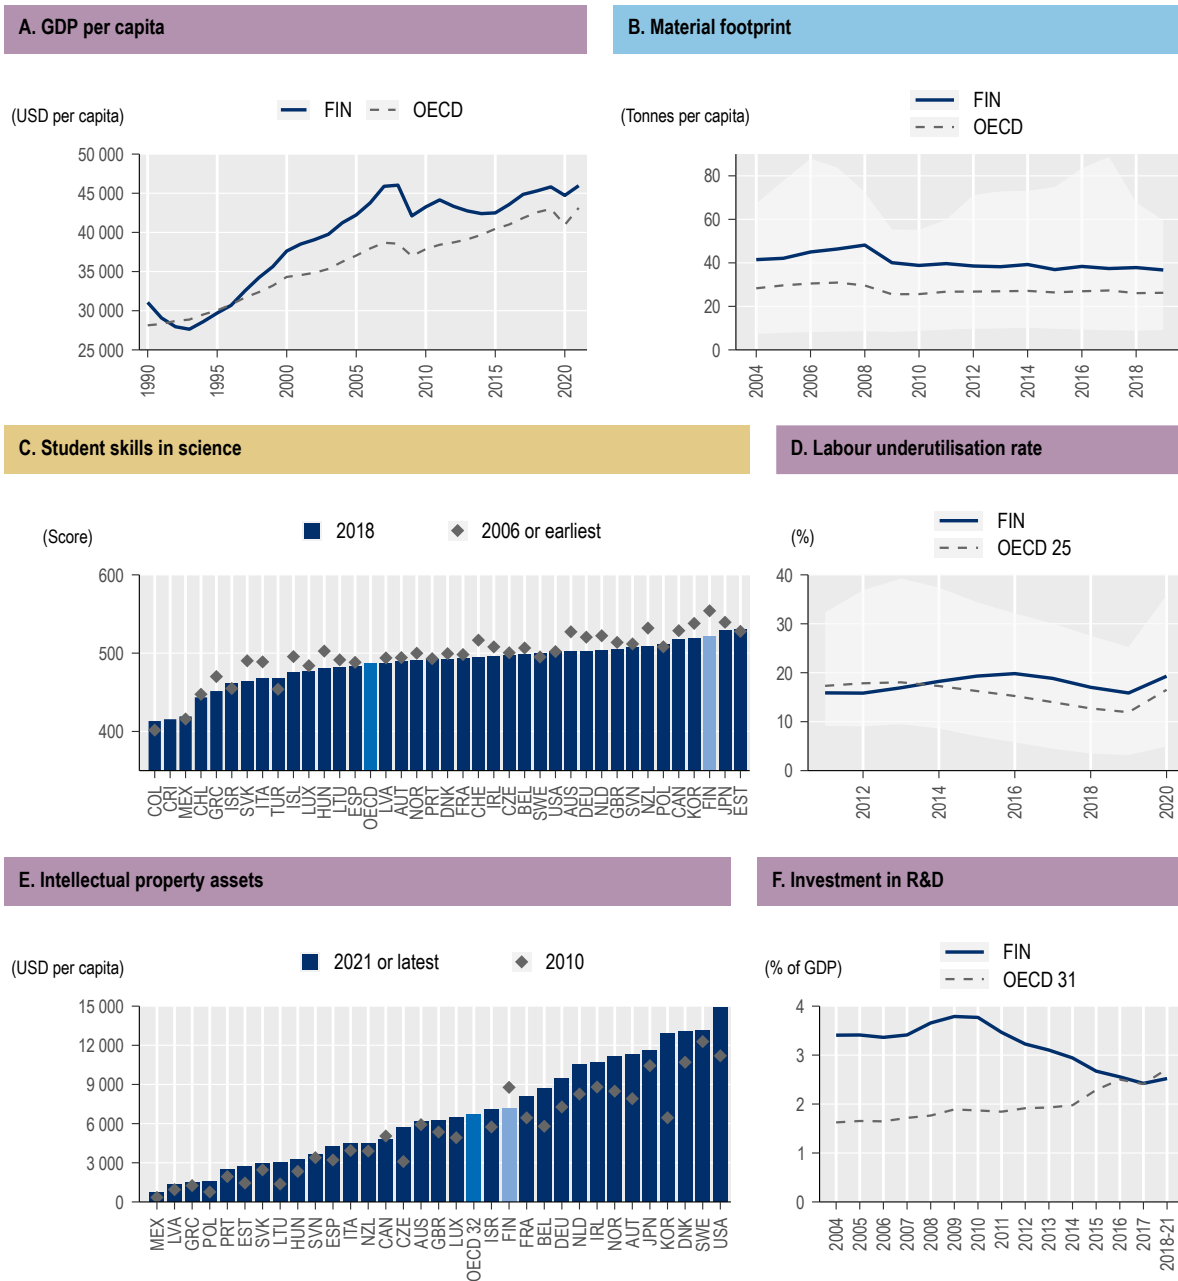 A. GDP per capita
B. Material footprint
(USD per capita)
FIN
OECD
50 000
45 000
40 000
35 000
30 000
25 000
1990
1995
2000
2005
2010
2015
2020
(Tonnes per capita)
FIN
OECD
80
60
40
20
0
2004
2006
2008
2010
2012
2014
2016
2018
C. Student skills in science
D. Labour underutilisation rate
(Score)
2018
2006 or earliest
600
500
400
COL
CRI
MEX
CHL
GRC
ISR
SVK
ITA
TUR
ISL
LUX
HUN
LTU
ESP
OECD
LVA
AUT
NOR
PRT
DNK
FRA
CHE
IRL
CZE
BEL
SWE
USA
AUS
DEU
NLD
GBR
SVN
NZL
POL
CAN
KOR
FIN
JPN
EST
(%)
FIN
OECD 25
40
30
20
10
0
2012
2014
2016
2018
2020
E. Intellectual property assets
F. Investment in R&D
(USD per capita)
2021 or latest
2010
15 000
12 000
9 000
6 000
3 000
0
MEX
LVA
GRC
POL
PRT
EST
SVK
LTU
HUN
SVN
ESP
ITA
NZL
CAN
CZE
AUS
GBR
LUX
OECD 32
ISR
FIN
FRA
BEL
DEU
NLD
IRL
NOR
AUT
JPN
KOR
DNK
SWE
USA
(% of GDP)
FIN
OECD 31
4
3
2
1
0
2004
2005
2006
2007
2008
2009
2010
2011
2012
2013
2014
2015
2016
2017
2018-21